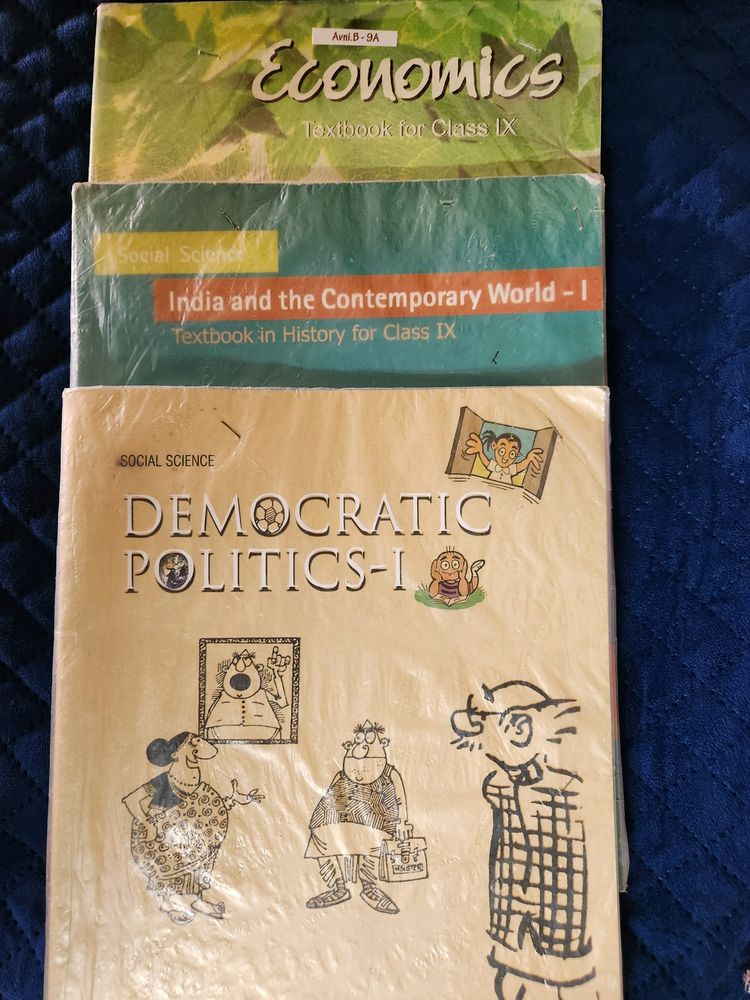 Avni.B - 9A
Economics
Textbook for Class IX
Social Science
India and the Contemporary World - I
Textbook in History for Class IX
SOCIAL SCIENCE
DEMOCRATIC
POLITICS-I
MINISTER